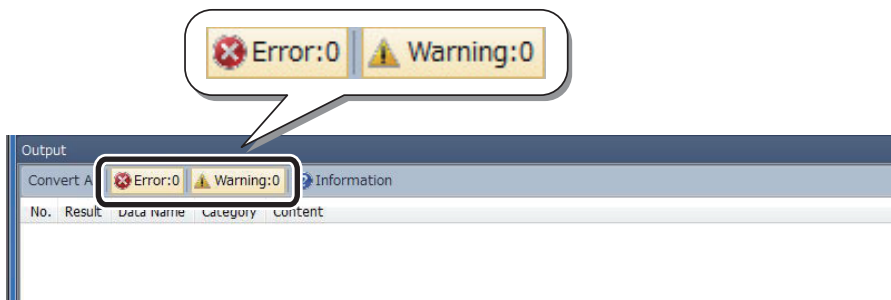 Error:0 Warning:0
Output
Convert A Error:0 Warning:0 Information
No. Result Data Name Category Content